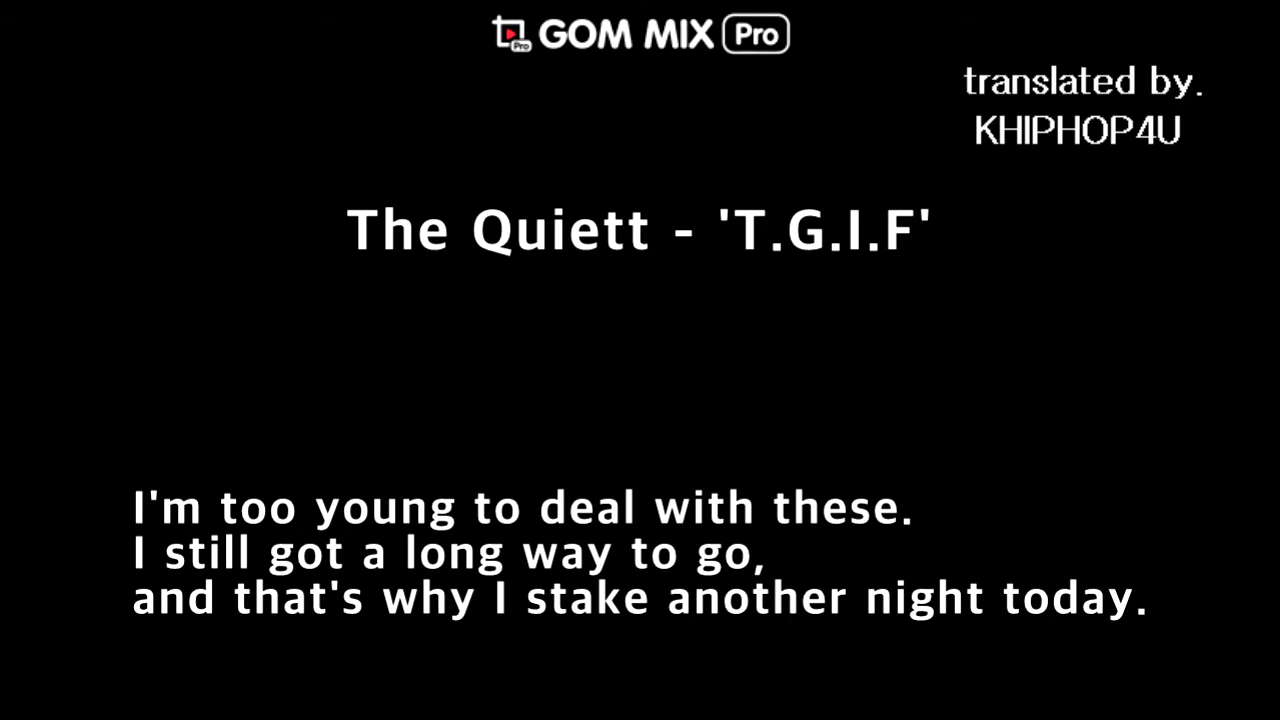 Pro GOM MIX Pro
translated by.
KHIPHOP4U
The Quiett - 'T.G.I.F'
I'm too young to deal with these.
I still got a long way to go,
and that's why I stake another night today.